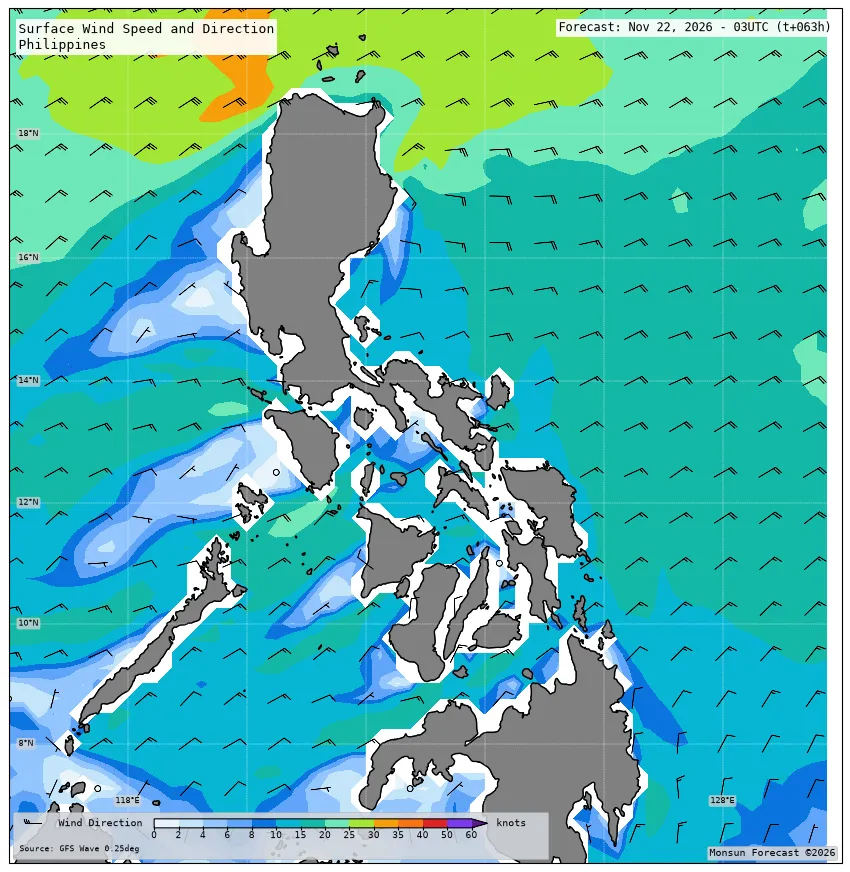 Surface Wind Speed and Direction
Philippines
Forecast: Nov 22, 2026 - 03UTC (t+063h)
18°N
16°N
14°N
12°N
10°N
8°N
118°E
128°E
Wind Direction
0 2 4 6 8 10 15 20 25 30 35 40 50 60
knots
Source: GFS Wave 0.25deg
Monsun Forecast ©2026